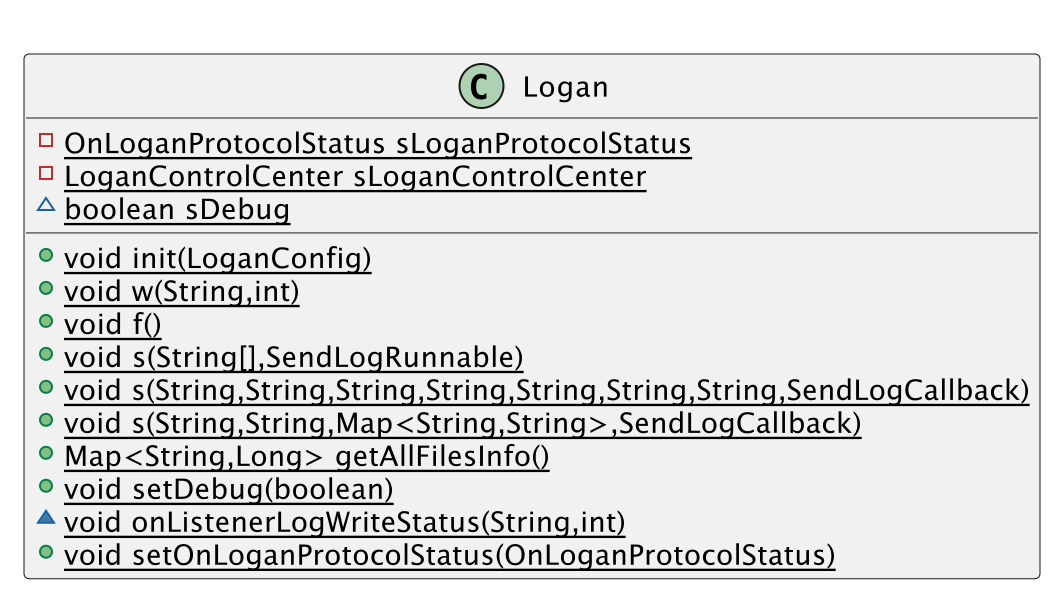 C Logan
OnLoganProtocolStatus sLoganProtocolStatus
LoganControlCenter sLoganControlCenter
boolean sDebug
void init(LoganConfig)
void w(String,int)
void f()
void s(String[],SendLogRunnable)
void s(String,String,String,String,String,String,String,SendLogCallback)
void s(String,String,Map<String,String>,SendLogCallback)
Map<String,Long> getAllFilesInfo()
void setDebug(boolean)
void onListenerLogWriteStatus(String,int)
void setOnLoganProtocolStatus(OnLoganProtocolStatus)